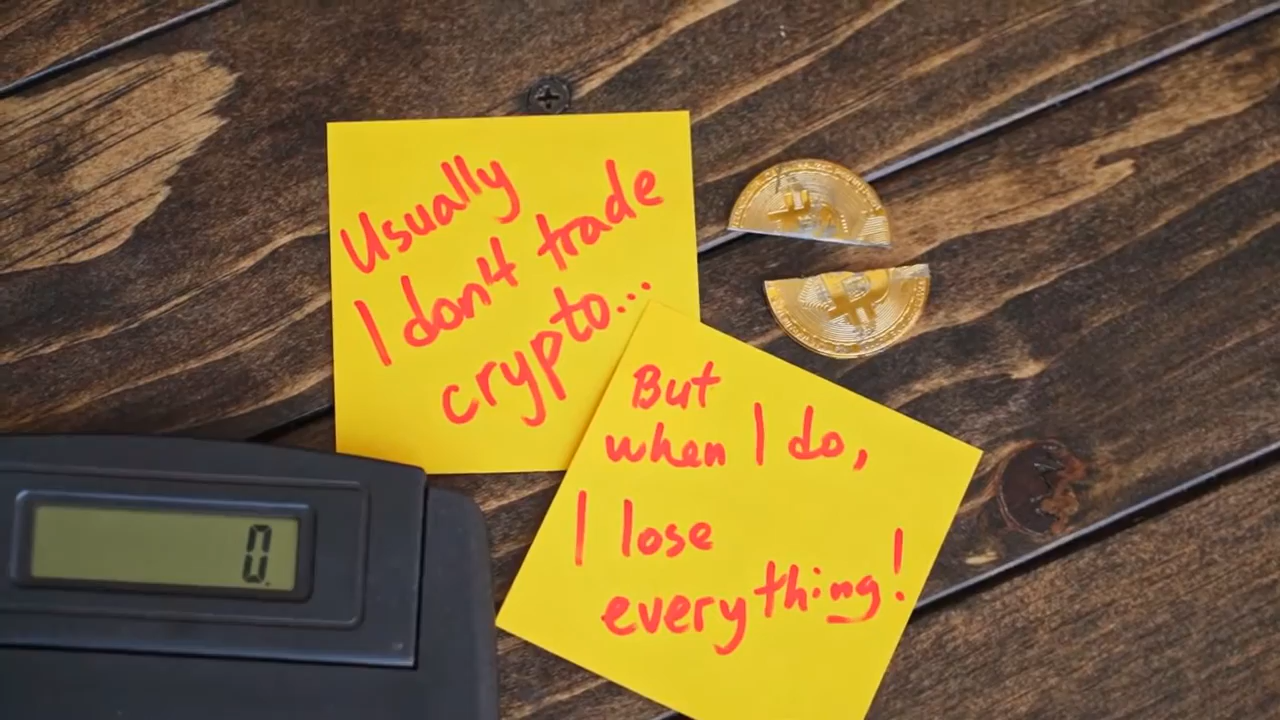 Usually
I don't trade
crypto...
But
when I do,
I lose
everything!
0.